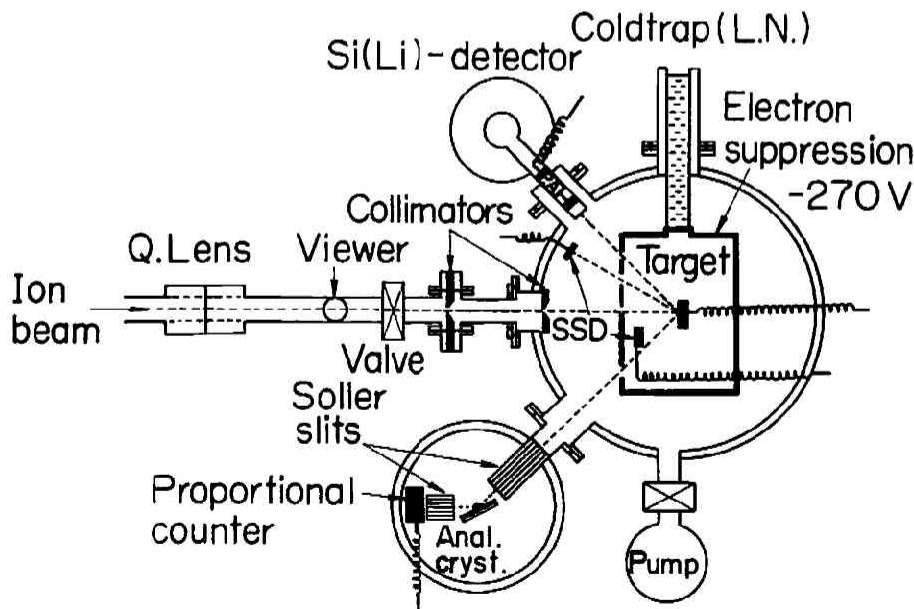 Coldtrap (L.N.)
Si(Li)-detector
Electron
suppression
-270V
Collimators
Q.Lens
Viewer
Target
Ion
beam
SSD
Valve
Soller
slits
Proportional
counter
Anal.
cryst.
Pump